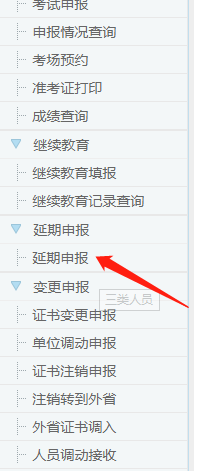 考试申报
申报情况查询
考场预约
准考证打印
成绩查询
继续教育
继续教育填报
继续教育记录查询
延期申报
延期申报
变更申报
三类人员
证书变更申报
单位调动申报
证书注销申报
注销转到外省
外省证书调入
人员调动接收